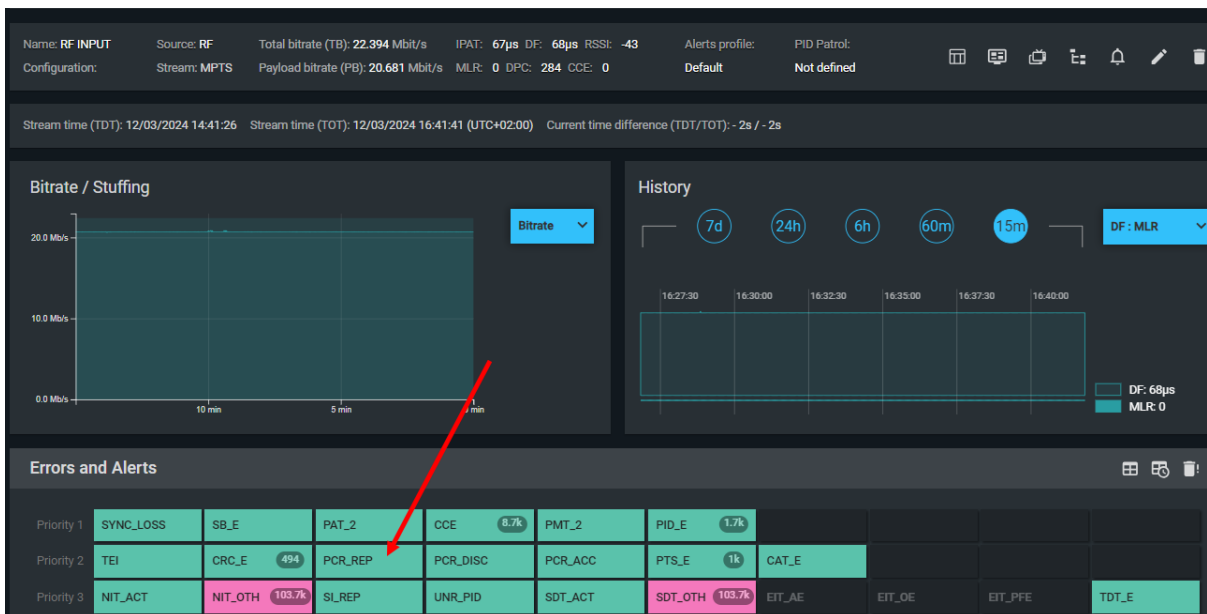 Name: RF INPUT Source: RF Total bitrate (TB): 22.394 Mbit/s IPAT: 67µs DF: 68µs RSSI: -43 Alerts profile: PID Patrol:
Configuration: Stream: MPTS Payload bitrate (PB): 20.681 Mbit/s MLR: 0 DPC: 284 CCE: 0 Default Not defined
Stream time (TDT): 12/03/2024 14:41:26 Stream time (TOT): 12/03/2024 16:41:41 (UTC+02:00) Current time difference (TDT/TOT): - 2s / - 2s
Bitrate / Stuffing
Bitrate
20.0 Mb/s
10.0 Mb/s
0.0 Mb/s
10 min 5 min min
History
7d 24h 6h 60m 15m DF : MLR
16:27:30 16:30:00 16:32:30 16:35:00 16:37:30 16:40:00
DF: 68µs
MLR: 0
Errors and Alerts
Priority 1 SYNC_LOSS SB_E PAT_2 CCE 8.7k PMT_2 PID_E 1.7k
Priority 2 TEI CRC_E 494 PCR_REP PCR_DISC PCR_ACC PTS_E 1k CAT_E
Priority 3 NIT_ACT NIT_OTH 103.7k SI_REP UNR_PID SDT_ACT SDT_OTH 103.7k EIT_AE EIT_OE EIT_PFE TDT_E